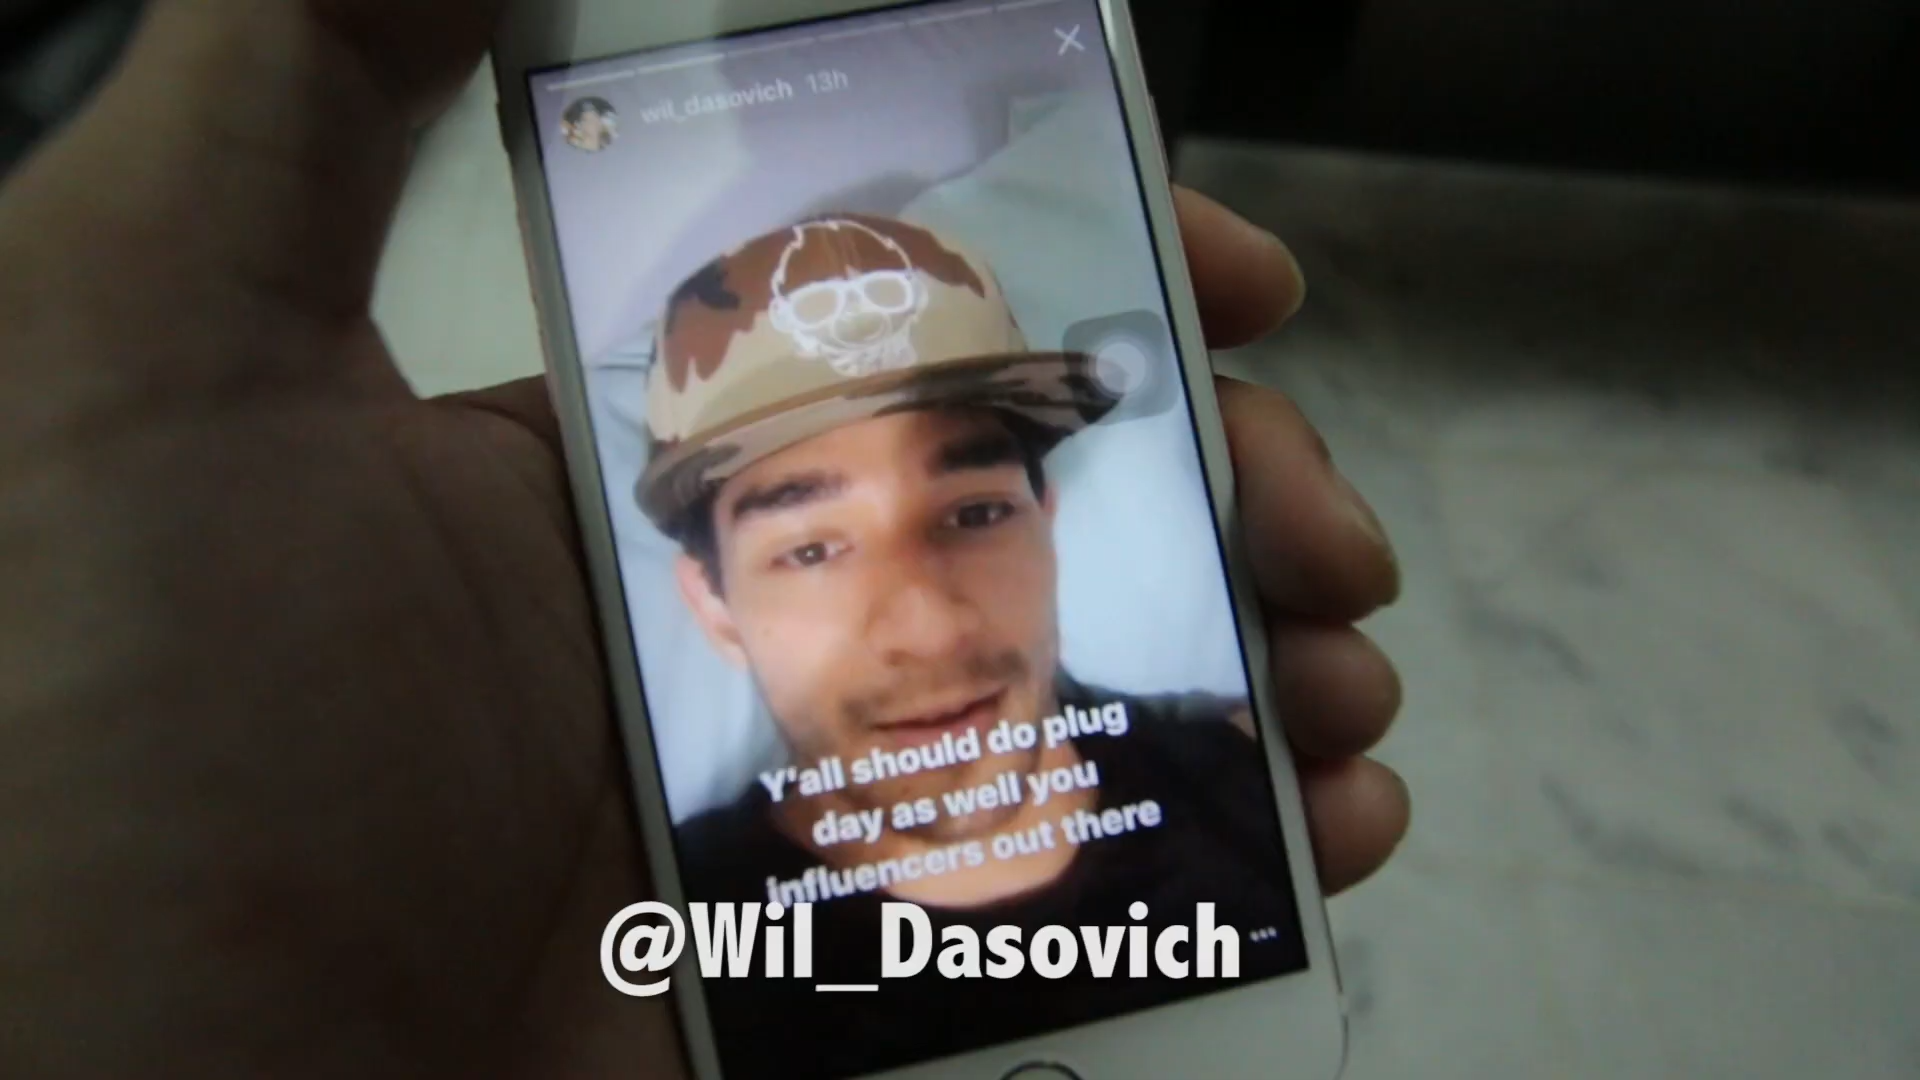 wil_dasovich 13h
Y'all should do plug
day as well you
influencers out there
@Wil_Dasovich